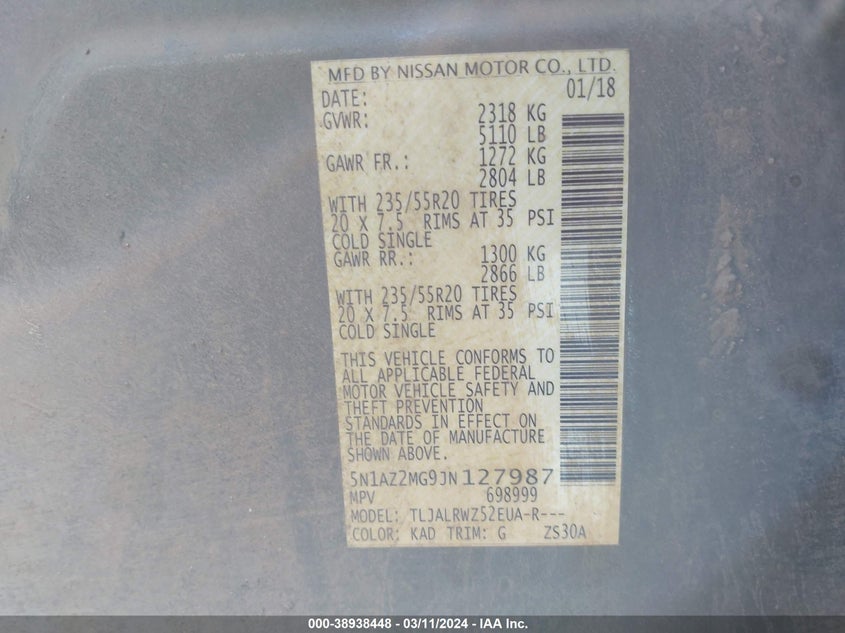 MFD BY NISSAN MOTOR CO., LTD.
DATE: 01/18
GVWR: 2318 KG
5110 LB
GAWR FR.: 1272 KG
2804 LB
WITH 235/55R20 TIRES
20 X 7.5 RIMS AT 35 PSI
COLD SINGLE
GAWR RR.: 1300 KG
2866 LB
WITH 235/55R20 TIRES
20 X 7.5 RIMS AT 35 PSI
COLD SINGLE
THIS VEHICLE CONFORMS TO
ALL APPLICABLE FEDERAL
MOTOR VEHICLE SAFETY AND
THEFT PREVENTION
STANDARDS IN EFFECT ON
THE DATE OF MANUFACTURE
SHOWN ABOVE.
5N1AZ2MG9JN127987
MPV 698999
MODEL: TLJALRWZ52EUA-R---
COLOR: KAD TRIM: G ZS30A
000-38938448 - 03/11/2024 - IAA Inc.